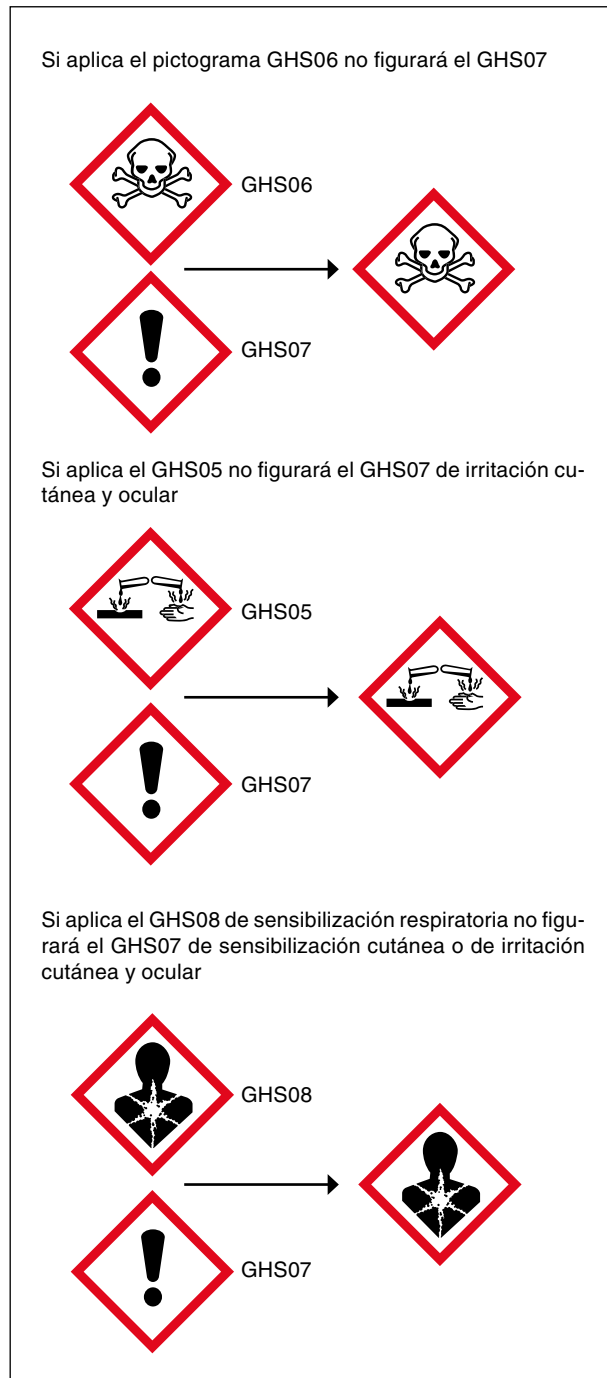 Si aplica el pictograma GHS06 no figurará el GHS07
GHS06
GHS07
Si aplica el GHS05 no figurará el GHS07 de irritación cu-
tánea y ocular
GHS05
GHS07
Si aplica el GHS08 de sensibilización respiratoria no figu-
rará el GHS07 de sensibilización cutánea o de irritación
cutánea y ocular
GHS08
GHS07